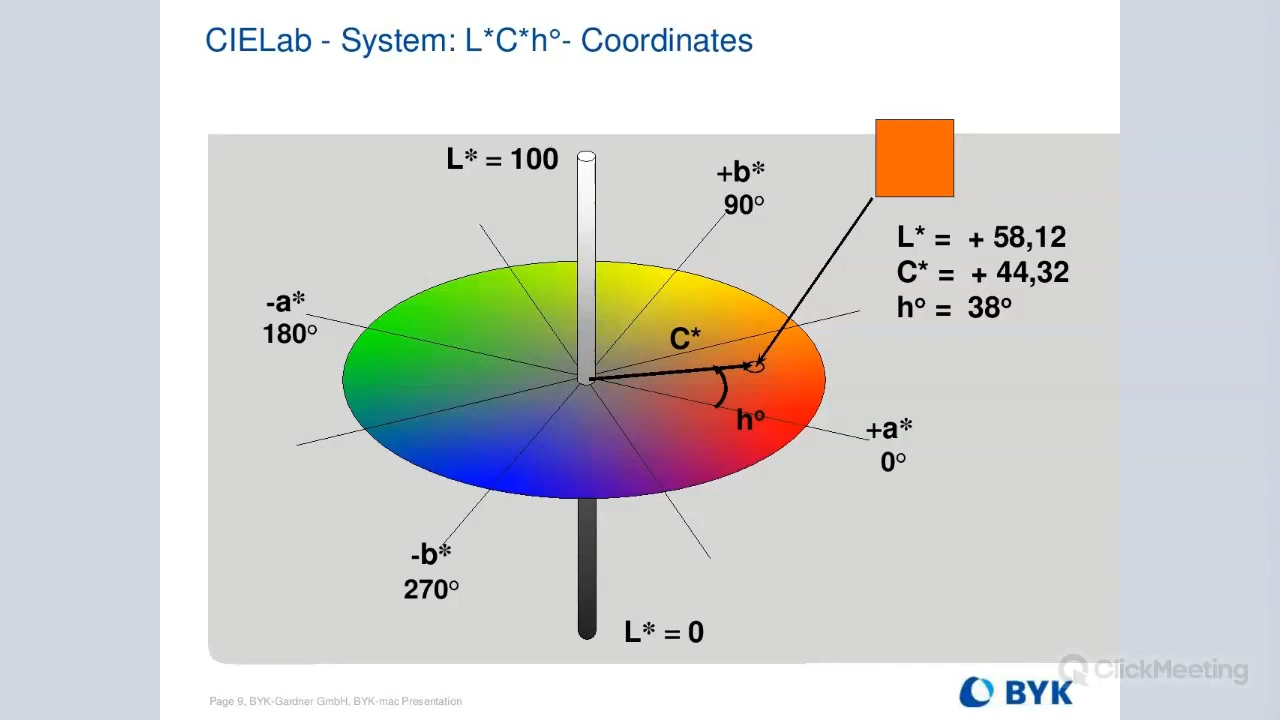 CIELab - System: L*C*h°- Coordinates
L* = 100
+b*
90°
L* = + 58,12
C* = + 44,32
h° = 38°
-a*
180°
C*
h°
+a*
0°
-b*
270°
L* = 0
ClickMeeting
Page 9, BYK-Gardner GmbH, BYK-mac Presentation
BYK